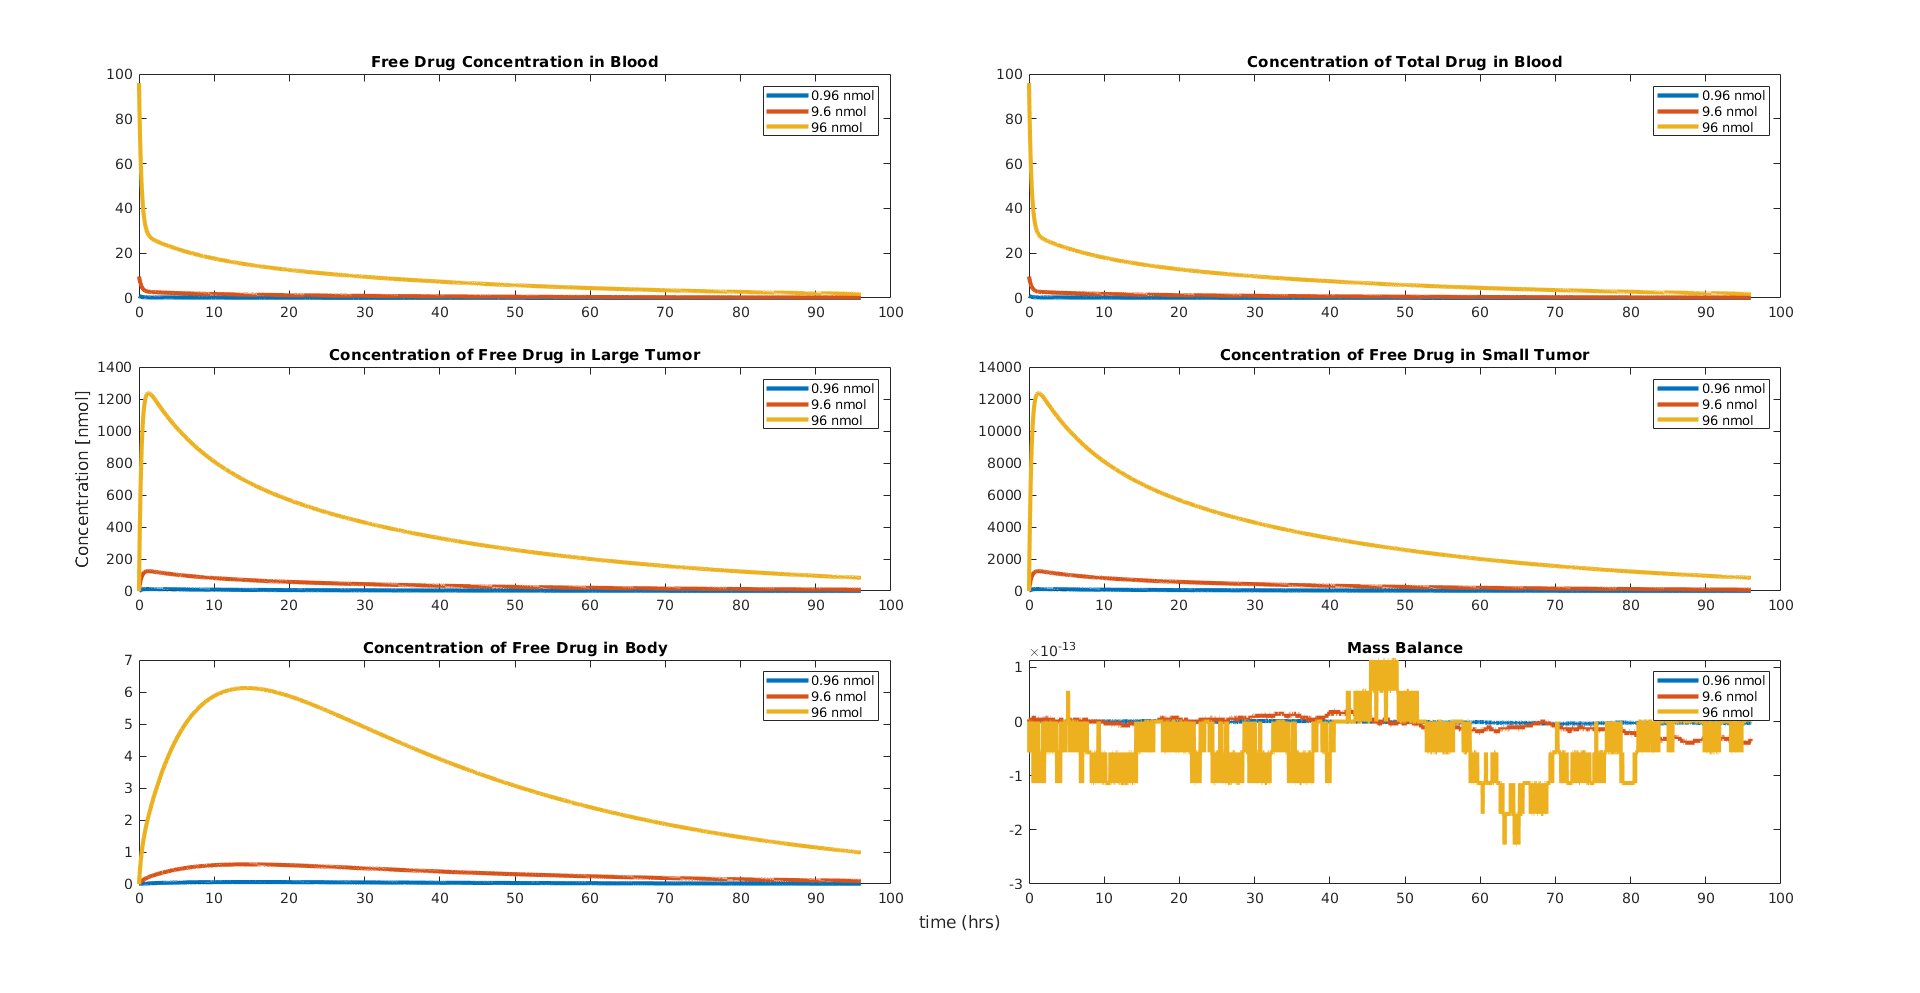 Free Drug Concentration in Blood
100
80
60
40
20
0
0 10 20 30 40 50 60 70 80 90 100
0.96 nmol
9.6 nmol
96 nmol
Concentration of Total Drug in Blood
100
80
60
40
20
0
0 10 20 30 40 50 60 70 80 90 100
0.96 nmol
9.6 nmol
96 nmol
Concentration of Free Drug in Large Tumor
Concentration [nmol]
1400
1200
1000
800
600
400
200
0
0 10 20 30 40 50 60 70 80 90 100
0.96 nmol
9.6 nmol
96 nmol
Concentration of Free Drug in Small Tumor
14000
12000
10000
8000
6000
4000
2000
0
0 10 20 30 40 50 60 70 80 90 100
0.96 nmol
9.6 nmol
96 nmol
Concentration of Free Drug in Body
7
6
5
4
3
2
1
0
0 10 20 30 40 50 60 70 80 90 100
0.96 nmol
9.6 nmol
96 nmol
Mass Balance
×10⁻¹³
1
0
-1
-2
-3
0 10 20 30 40 50 60 70 80 90 100
0.96 nmol
9.6 nmol
96 nmol
time (hrs)